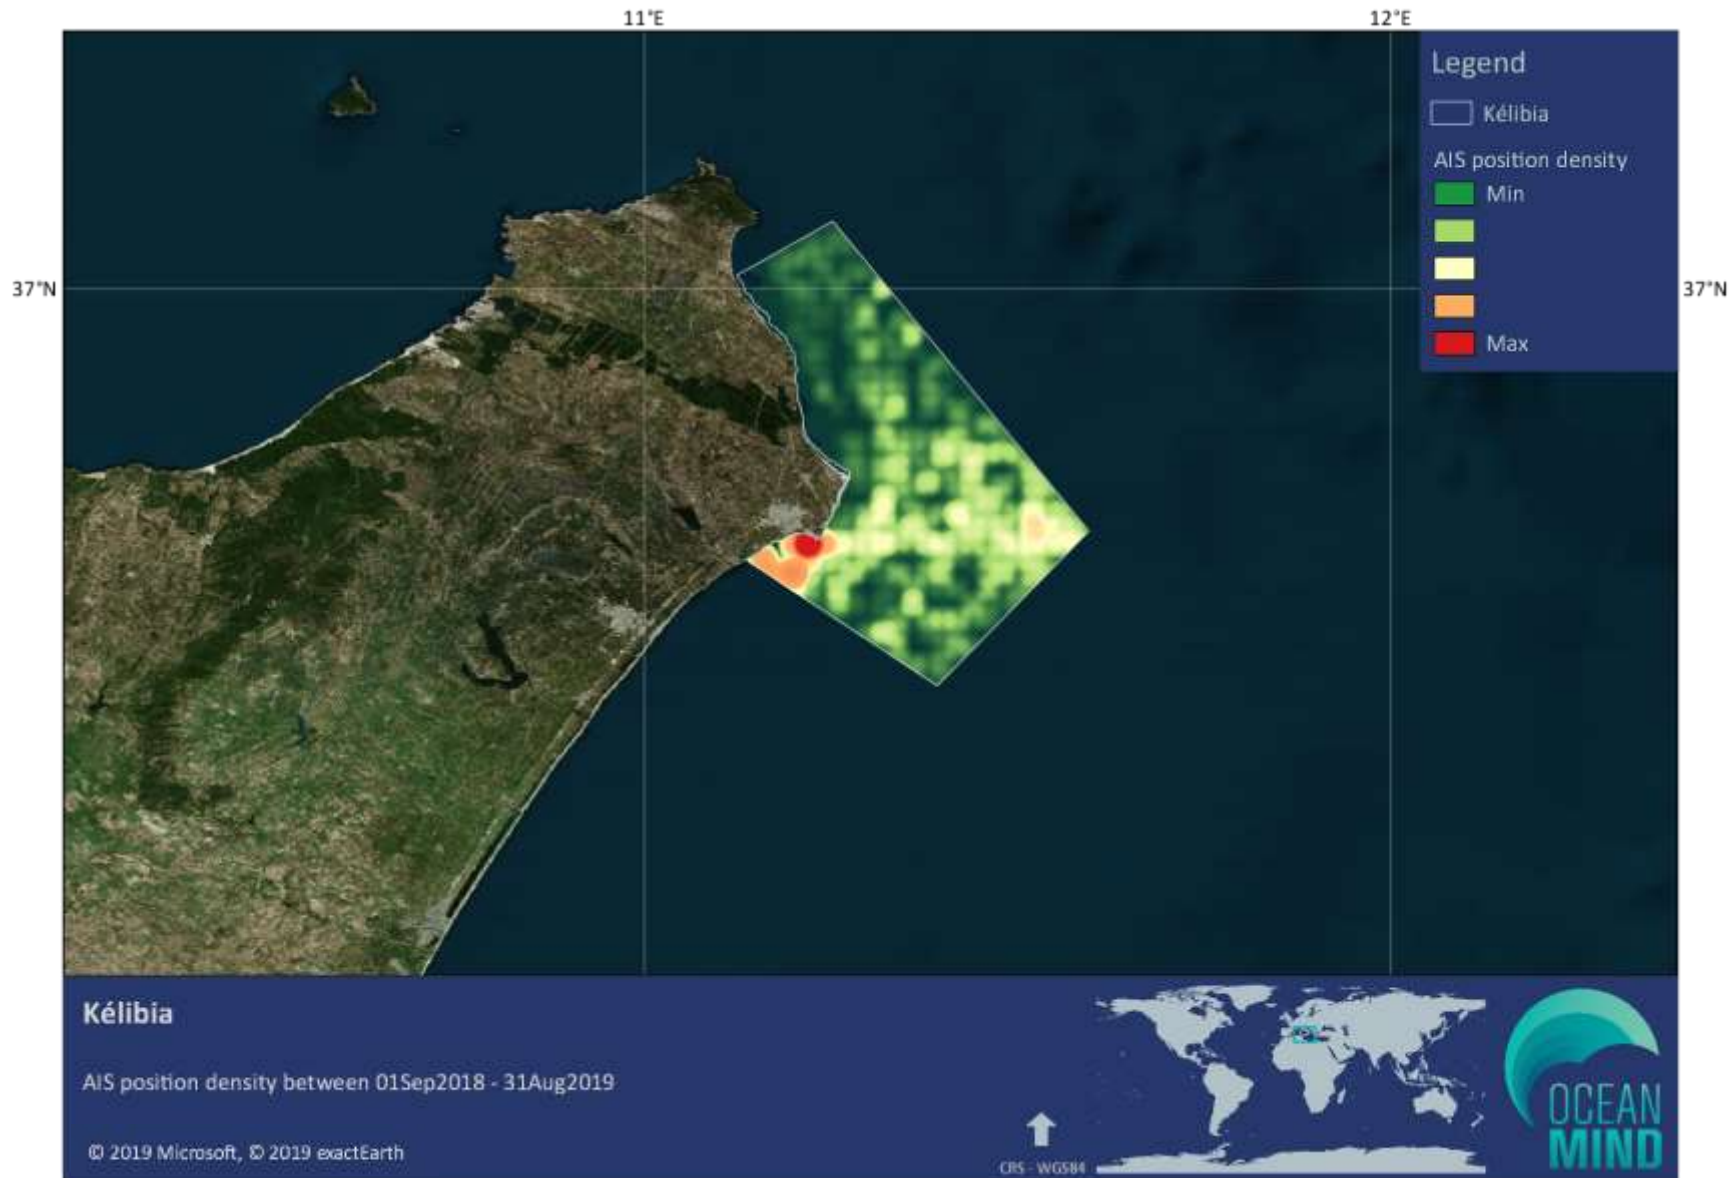 11°E 12°E
37°N 37°N
Legend
Kélibia
AIS position density
Min
Max
Kélibia
AIS position density between 01Sep2018 - 31Aug2019
© 2019 Microsoft, © 2019 exactEarth
CRS - WGS84
OCEAN
MIND